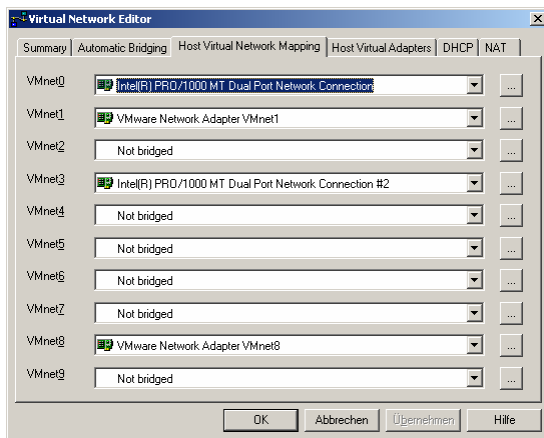 Virtual Network Editor
Summary Automatic Bridging Host Virtual Network Mapping Host Virtual Adapters DHCP NAT
VMnet0 Intel(R) PRO/1000 MT Dual Port Network Connection ...
VMnet1 VMware Network Adapter VMnet1 ...
VMnet2 Not bridged ...
VMnet3 Intel(R) PRO/1000 MT Dual Port Network Connection #2 ...
VMnet4 Not bridged ...
VMnet5 Not bridged ...
VMnet6 Not bridged ...
VMnet7 Not bridged ...
VMnet8 VMware Network Adapter VMnet8 ...
VMnet9 Not bridged ...
OK Abbrechen Übernehmen Hilfe